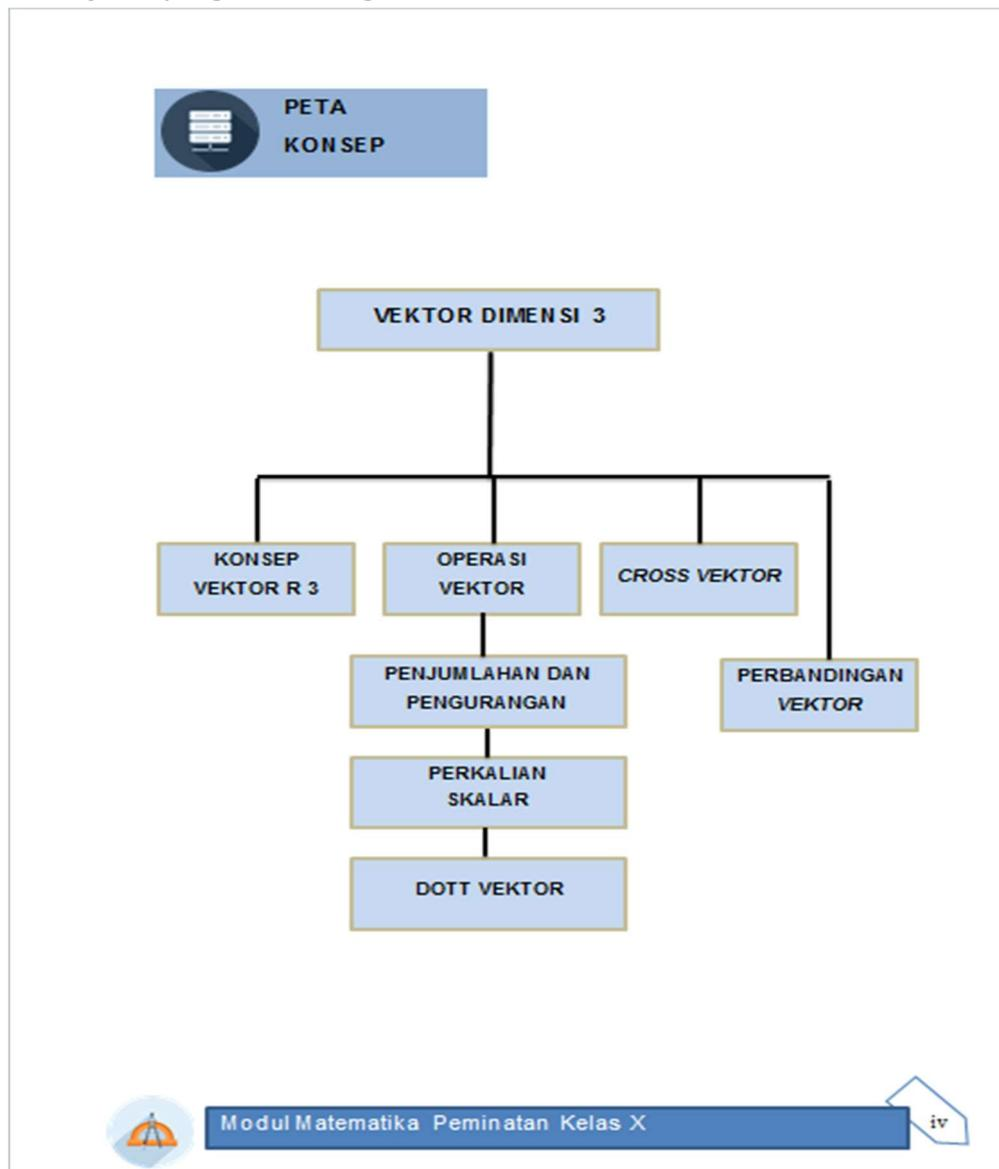 PETA
KONSEP
VEKTOR DIMENSI 3
KONSEP
VEKTOR R 3
OPERASI
VEKTOR
CROSS VEKTOR
PENJUMLAHAN DAN
PENGURANGAN
PERBANDINGAN
VEKTOR
PERKALIAN
SKALAR
DOTT VEKTOR
Modul Matematika Peminatan Kelas X
iv